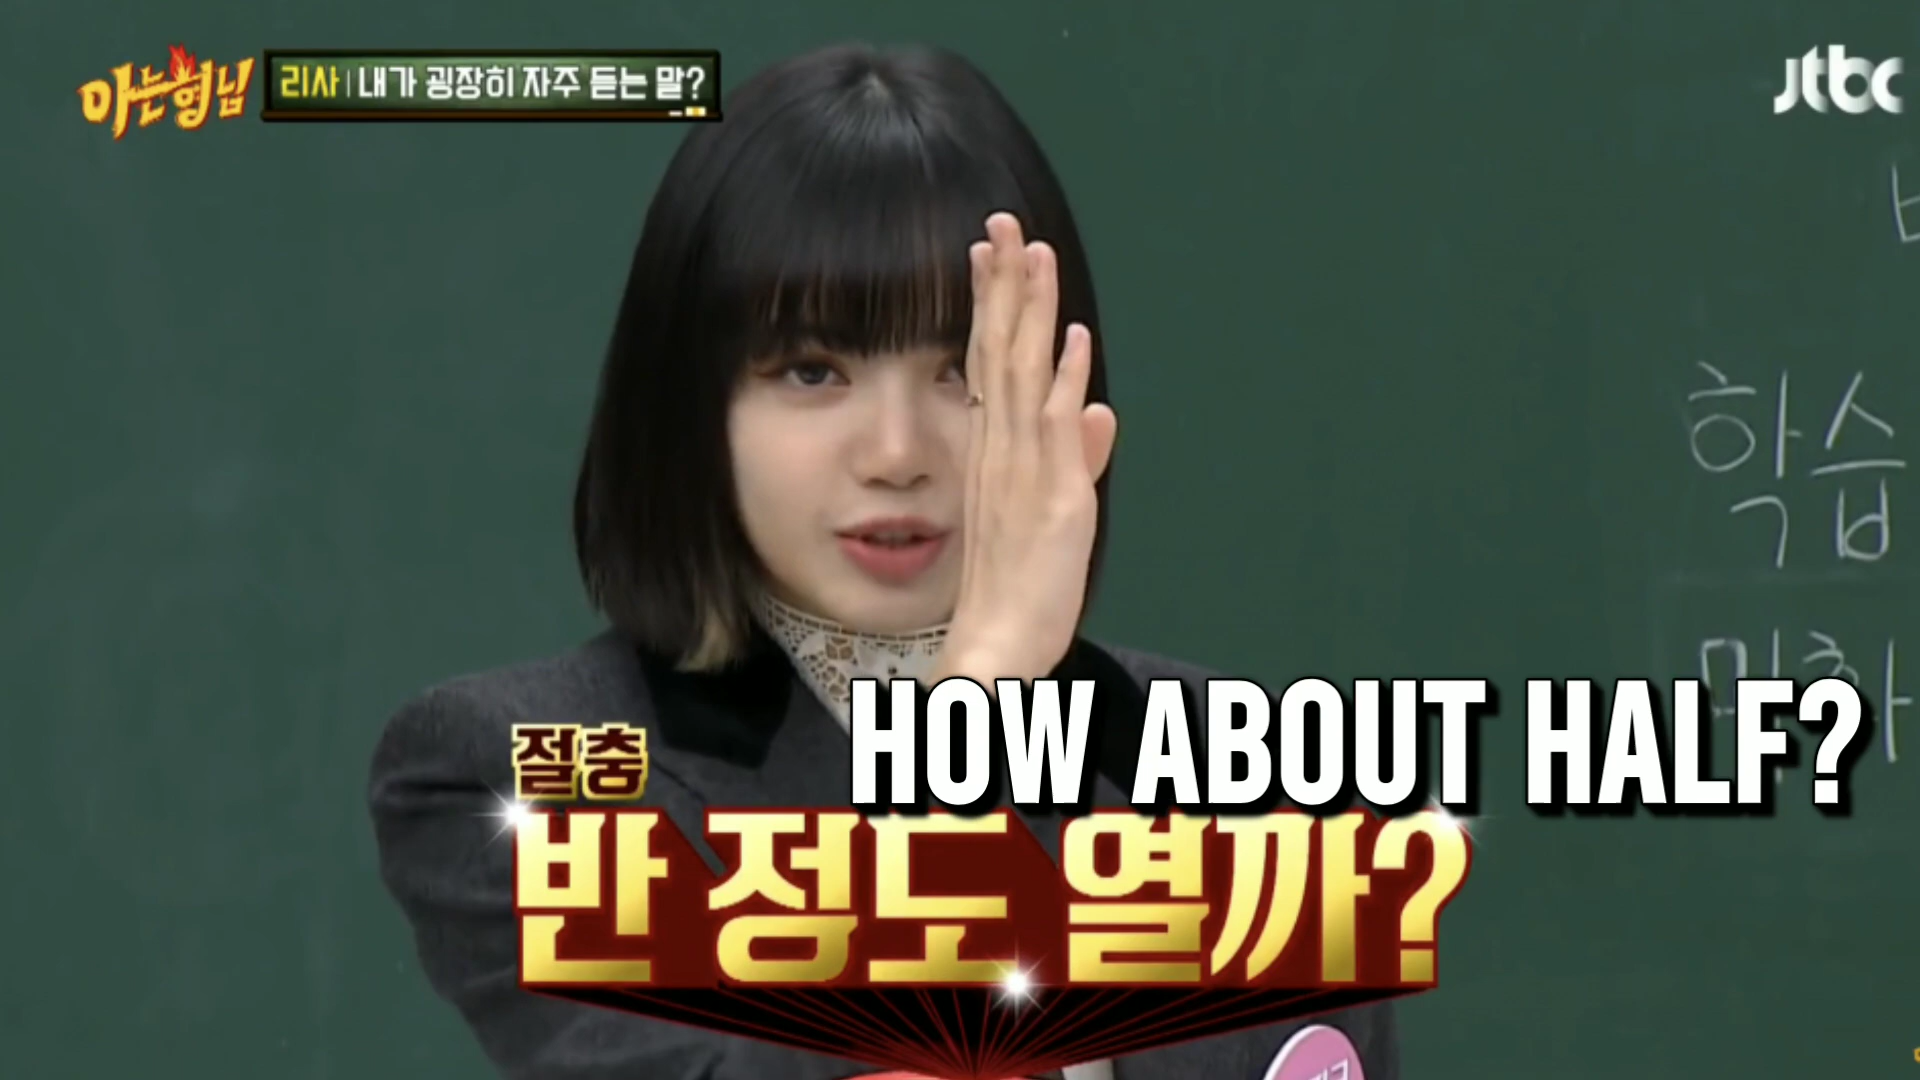 아는형님
리사 | 내가 굉장히 자주 듣는 말?
jtbc
학습
HOW ABOUT HALF?
절충
반 정도 열까?